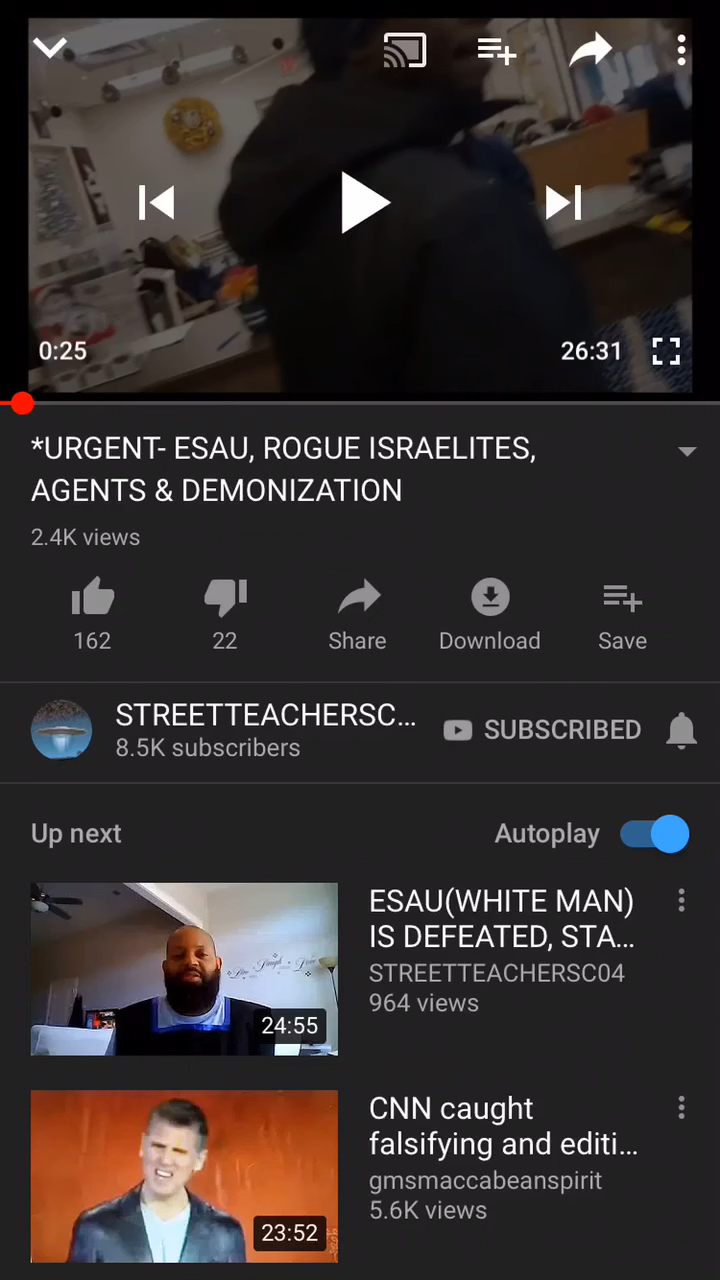 0:25
26:31
*URGENT- ESAU, ROGUE ISRAELITES,
AGENTS & DEMONIZATION
2.4K views
162
22
Share
Download
Save
STREETTEACHERSC...
8.5K subscribers
SUBSCRIBED
Up next
Autoplay
ESAU(WHITE MAN)
IS DEFEATED, STA...
STREETTEACHERSC04
964 views
24:55
CNN caught
falsifying and editi...
gmsmaccabeanspirit
5.6K views
23:52